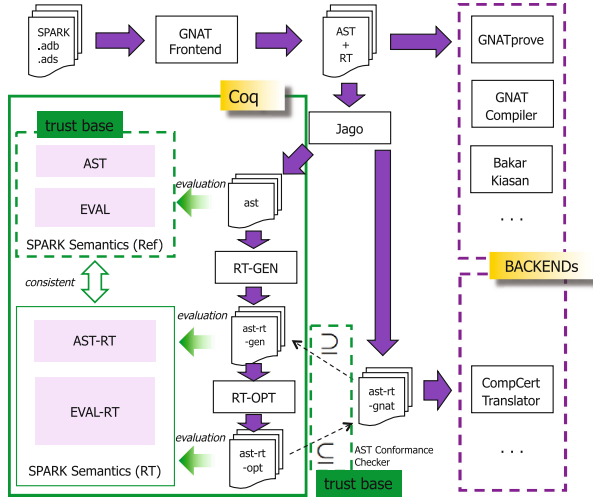 SPARK
.adb
.ads
GNAT
Frontend
AST
+
RT
GNATprove
GNAT
Compiler
Bakar
Kiasan
. . .
BACKENDs
CompCert
Translator
. . .
Coq
Jago
trust base
AST
EVAL
SPARK Semantics (Ref)
evaluation
ast
RT-GEN
consistent
AST-RT
EVAL-RT
SPARK Semantics (RT)
evaluation
ast-rt
-gen
RT-OPT
evaluation
ast-rt
-opt
⊇
⊆
ast-rt
-gnat
AST Conformance
Checker
trust base